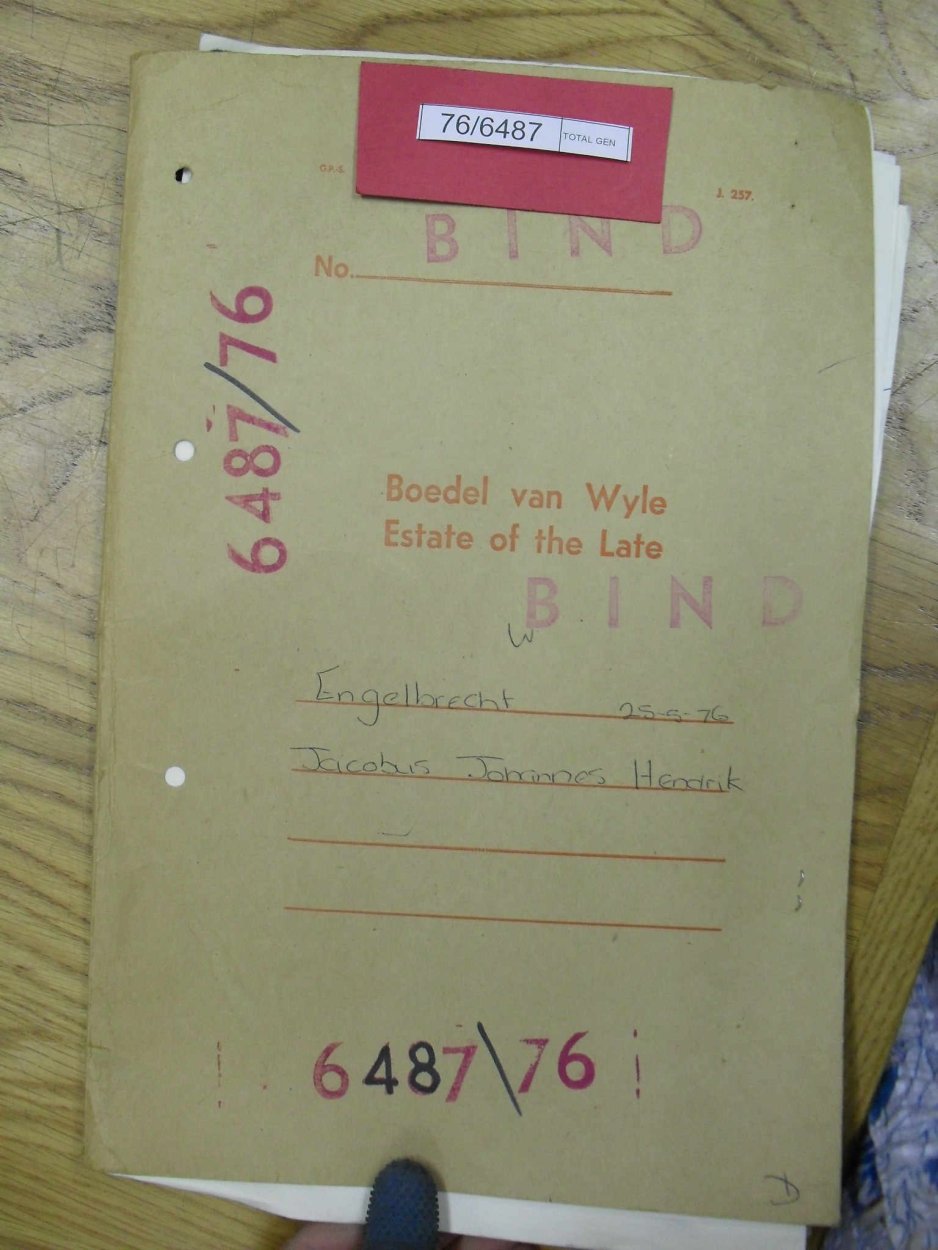 76/6487 TOTAL GEN
G.P.-S.
J. 257.
BIND
No.
6487/76
Boedel van Wyle
Estate of the Late
BIND
W
Engelbrecht 25-5-76
Jacobus Johannes Hendrik
6487\76
D